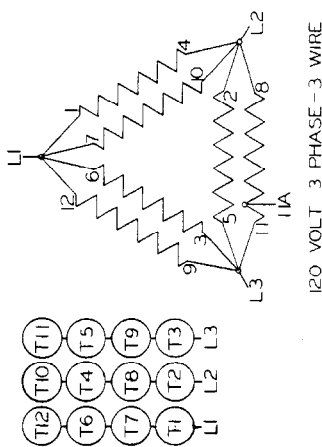 L1
12 6 7 1
9 3 10 4
5 2
11 8
11A
L3 L2
T12 T10 T11
T6 T4 T5
T7 T8 T9
T1 T2 T3
L1 L2 L3
120 VOLT 3 PHASE-3 WIRE